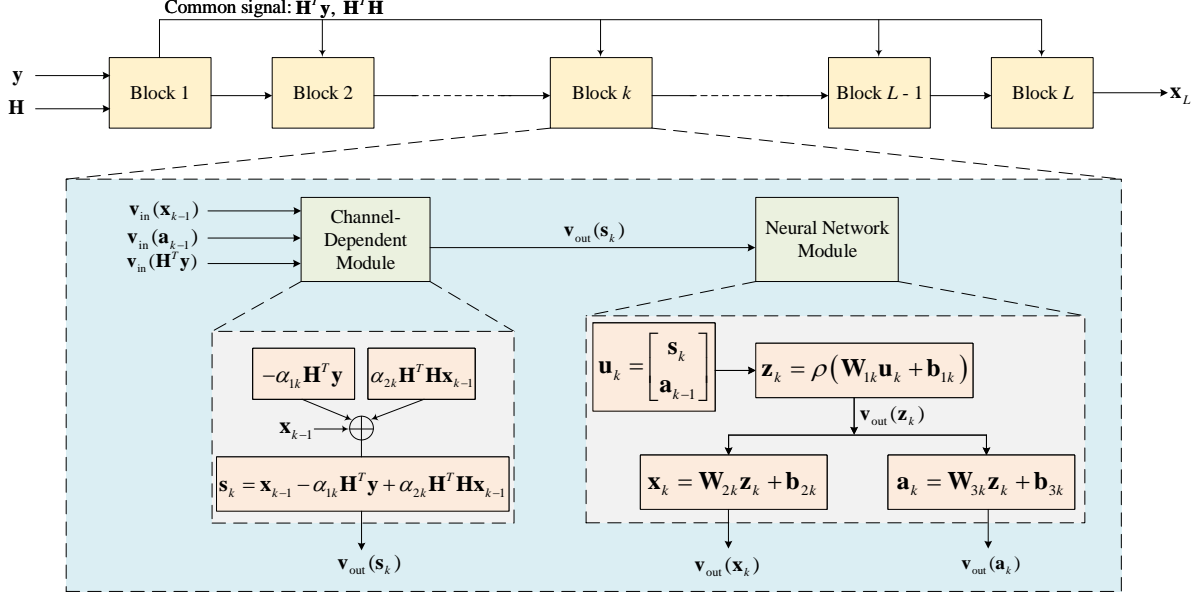 Common signal: H^T y, H^T H
y
H
Block 1
Block 2
Block k
Block L - 1
Block L
x_L
v_in(x_{k-1})
v_in(a_{k-1})
v_in(H^T y)
Channel-
Dependent
Module
v_out(s_k)
Neural Network
Module
-α_{1k}H^T y
α_{2k}H^T Hx_{k-1}
x_{k-1}
s_k = x_{k-1} - α_{1k}H^T y + α_{2k}H^T Hx_{k-1}
v_out(s_k)
u_k = [s_k
a_{k-1}]
z_k = ρ(W_{1k}u_k + b_{1k})
v_out(z_k)
x_k = W_{2k}z_k + b_{2k}
a_k = W_{3k}z_k + b_{3k}
v_out(x_k)
v_out(a_k)